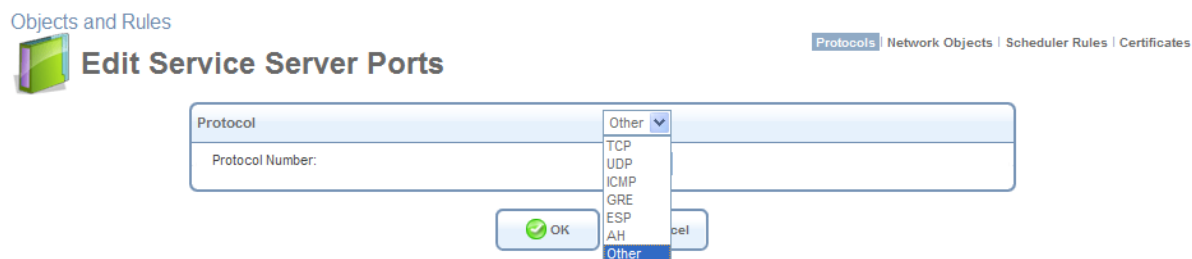 Objects and Rules
Edit Service Server Ports
Protocols | Network Objects | Scheduler Rules | Certificates
Protocol Other
Protocol Number:
TCP
UDP
ICMP
GRE
ESP
AH
Other
OK cel